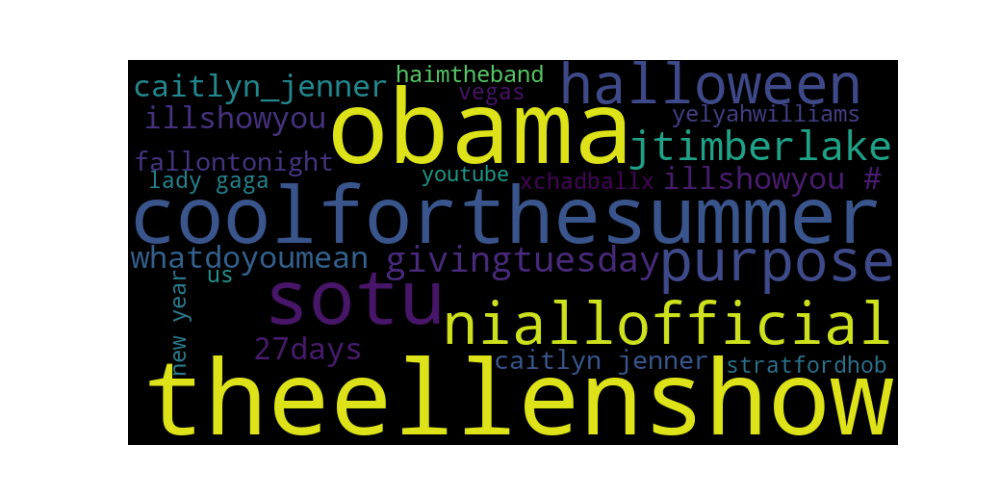 haimtheband
caitlyn_jenner
vegas
halloween
illshowyou
obama
yelyahwilliams
jtimberlake
fallontonight
lady gaga
youtube
xchadballx
illshowyou #
coolforthesummer
whatdoyoumean
givingtuesday
purpose
us
new year
sotu
niallofficial
27days
caitlyn jenner
stratfordhob
theellenshow